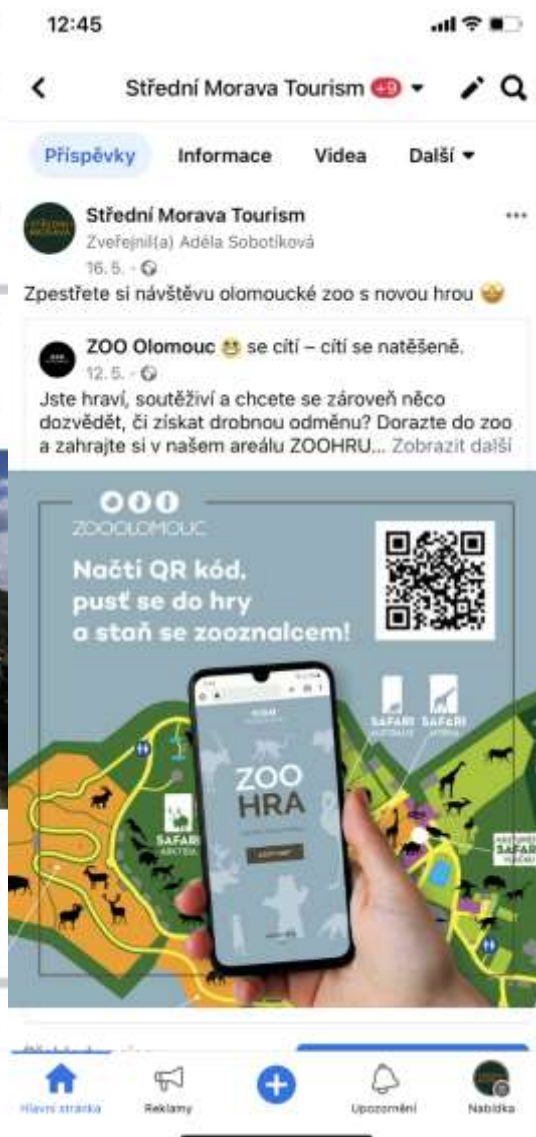 12:45
Střední Morava Tourism +9
Příspěvky Informace Videa Další
Střední Morava Tourism
Zveřejnil(a) Adéla Sobotíková
16. 5.
Zpestřete si návštěvu olomoucké zoo s novou hrou
ZOO Olomouc se cítí – cítí se natěšeně.
12. 5.
Jste hraví, soutěživí a chcete se zároveň něco
dozvědět, či získat drobnou odměnu? Dorazte do zoo
a zahrajte si v našem areálu ZOOHRU... Zobrazit další
ZOOOLOMOUC
Načti QR kód,
pusť se do hry
a staň se zooznalcem!
SAFARI SAFARI
ZOO
HRA
SAFARI
ARCTIDA
SAFARI
Hlavní stránka Reklamy Upozornění Nabídka